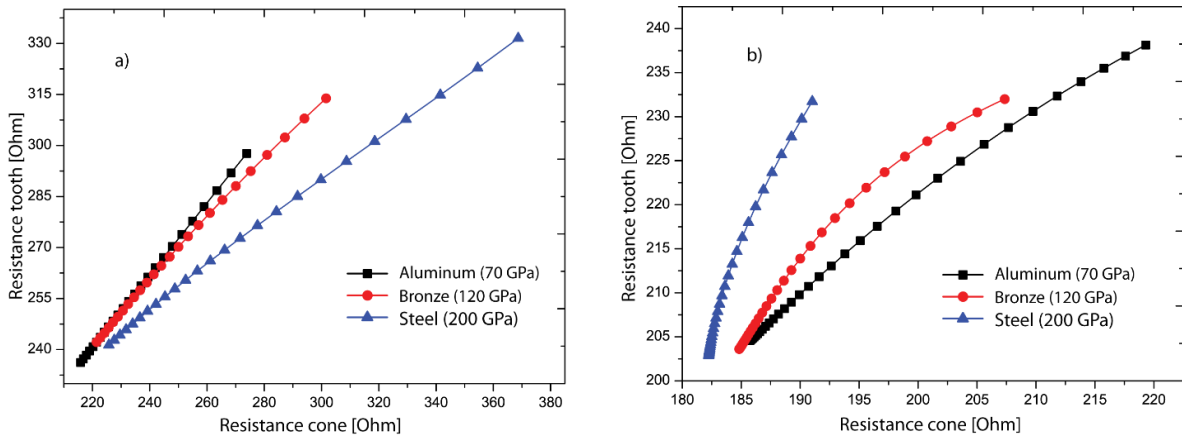 a)
330
315
300
285
270
255
240
Resistance tooth [Ohm]
Aluminum (70 GPa)
Bronze (120 GPa)
Steel (200 GPa)
220 240 260 280 300 320 340 360 380
Resistance cone [Ohm]
b)
240
235
230
225
220
215
210
205
200
Resistance tooth [Ohm]
Aluminum (70 GPa)
Bronze (120 GPa)
Steel (200 GPa)
180 185 190 195 200 205 210 215 220
Resistance cone [Ohm]